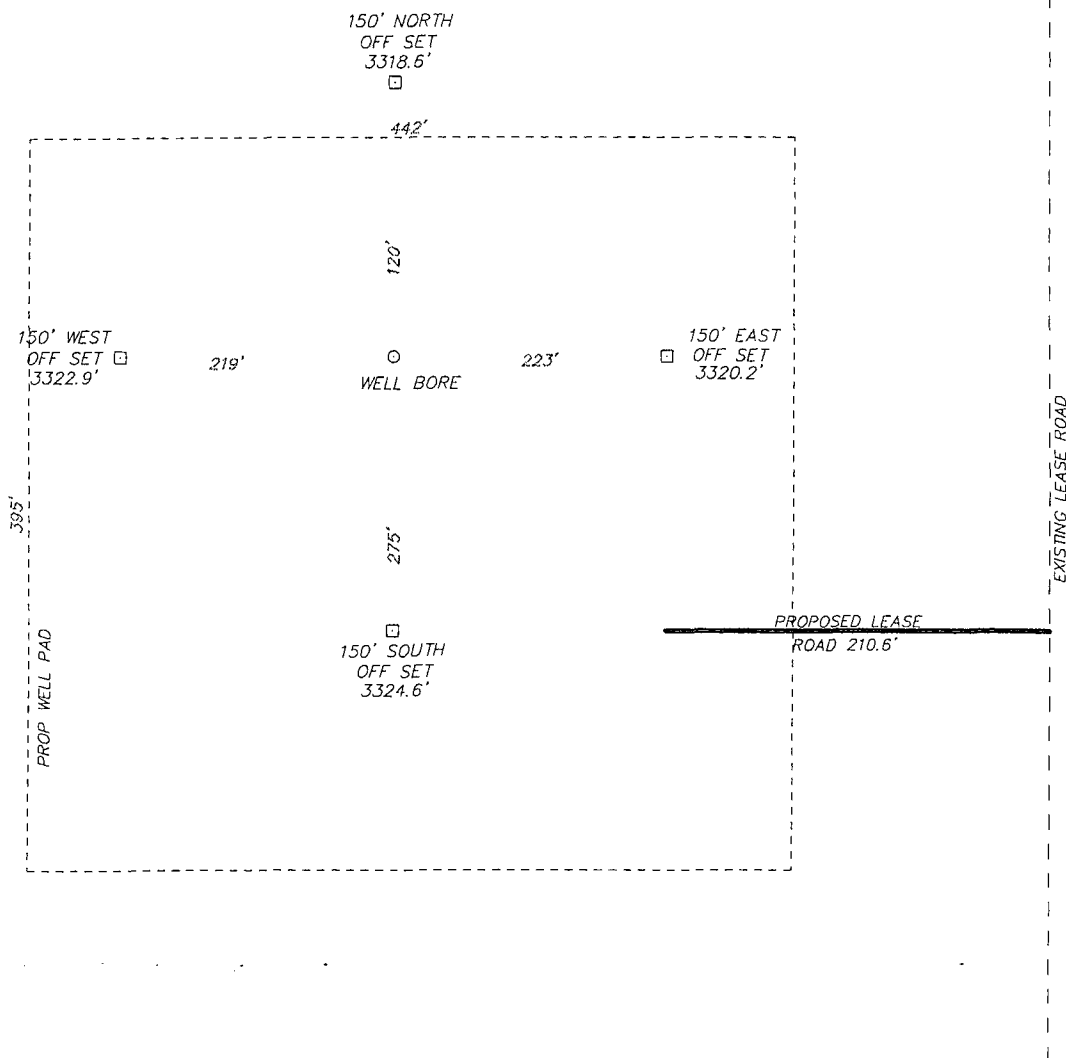 150' NORTH
OFF SET
3318.6'
442'
120'
150' WEST
OFF SET
3322.9'
219'
WELL BORE
223'
150' EAST
OFF SET
3320.2'
395'
275'
EXISTING LEASE ROAD
PROPOSED LEASE
ROAD 210.6'
150' SOUTH
OFF SET
3324.6'
PROP WELL PAD